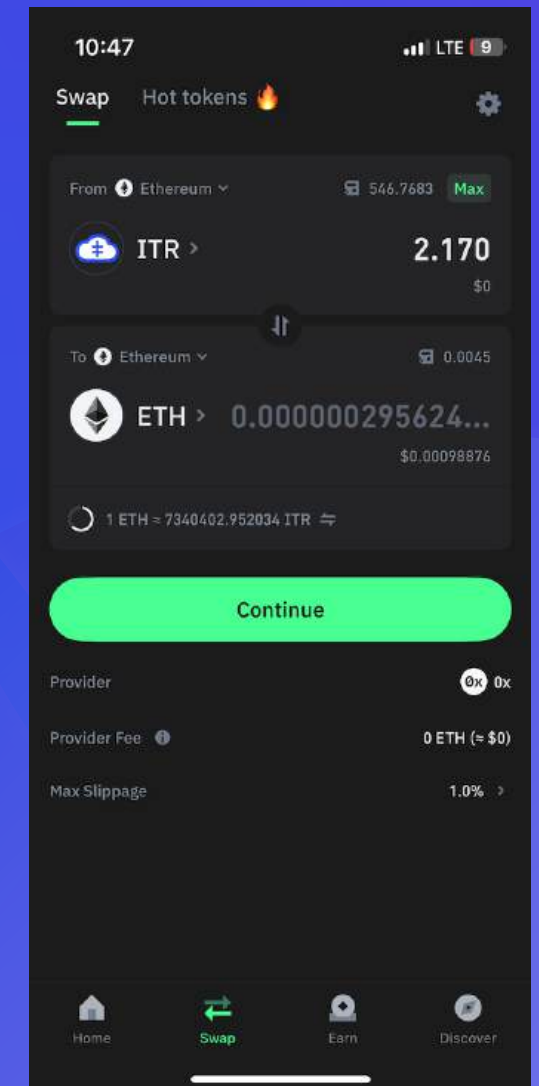 10:47 LTE 9
Swap Hot tokens 🔥
From Ethereum 546.7683 Max
ITR 2.170
$0
To Ethereum 0.0045
ETH 0.000000295624...
$0.00098876
1 ETH ≈ 7340402.952034 ITR
Continue
Provider 0x 0x
Provider Fee 0 ETH (≈ $0)
Max Slippage 1.0%
Home Swap Earn Discover